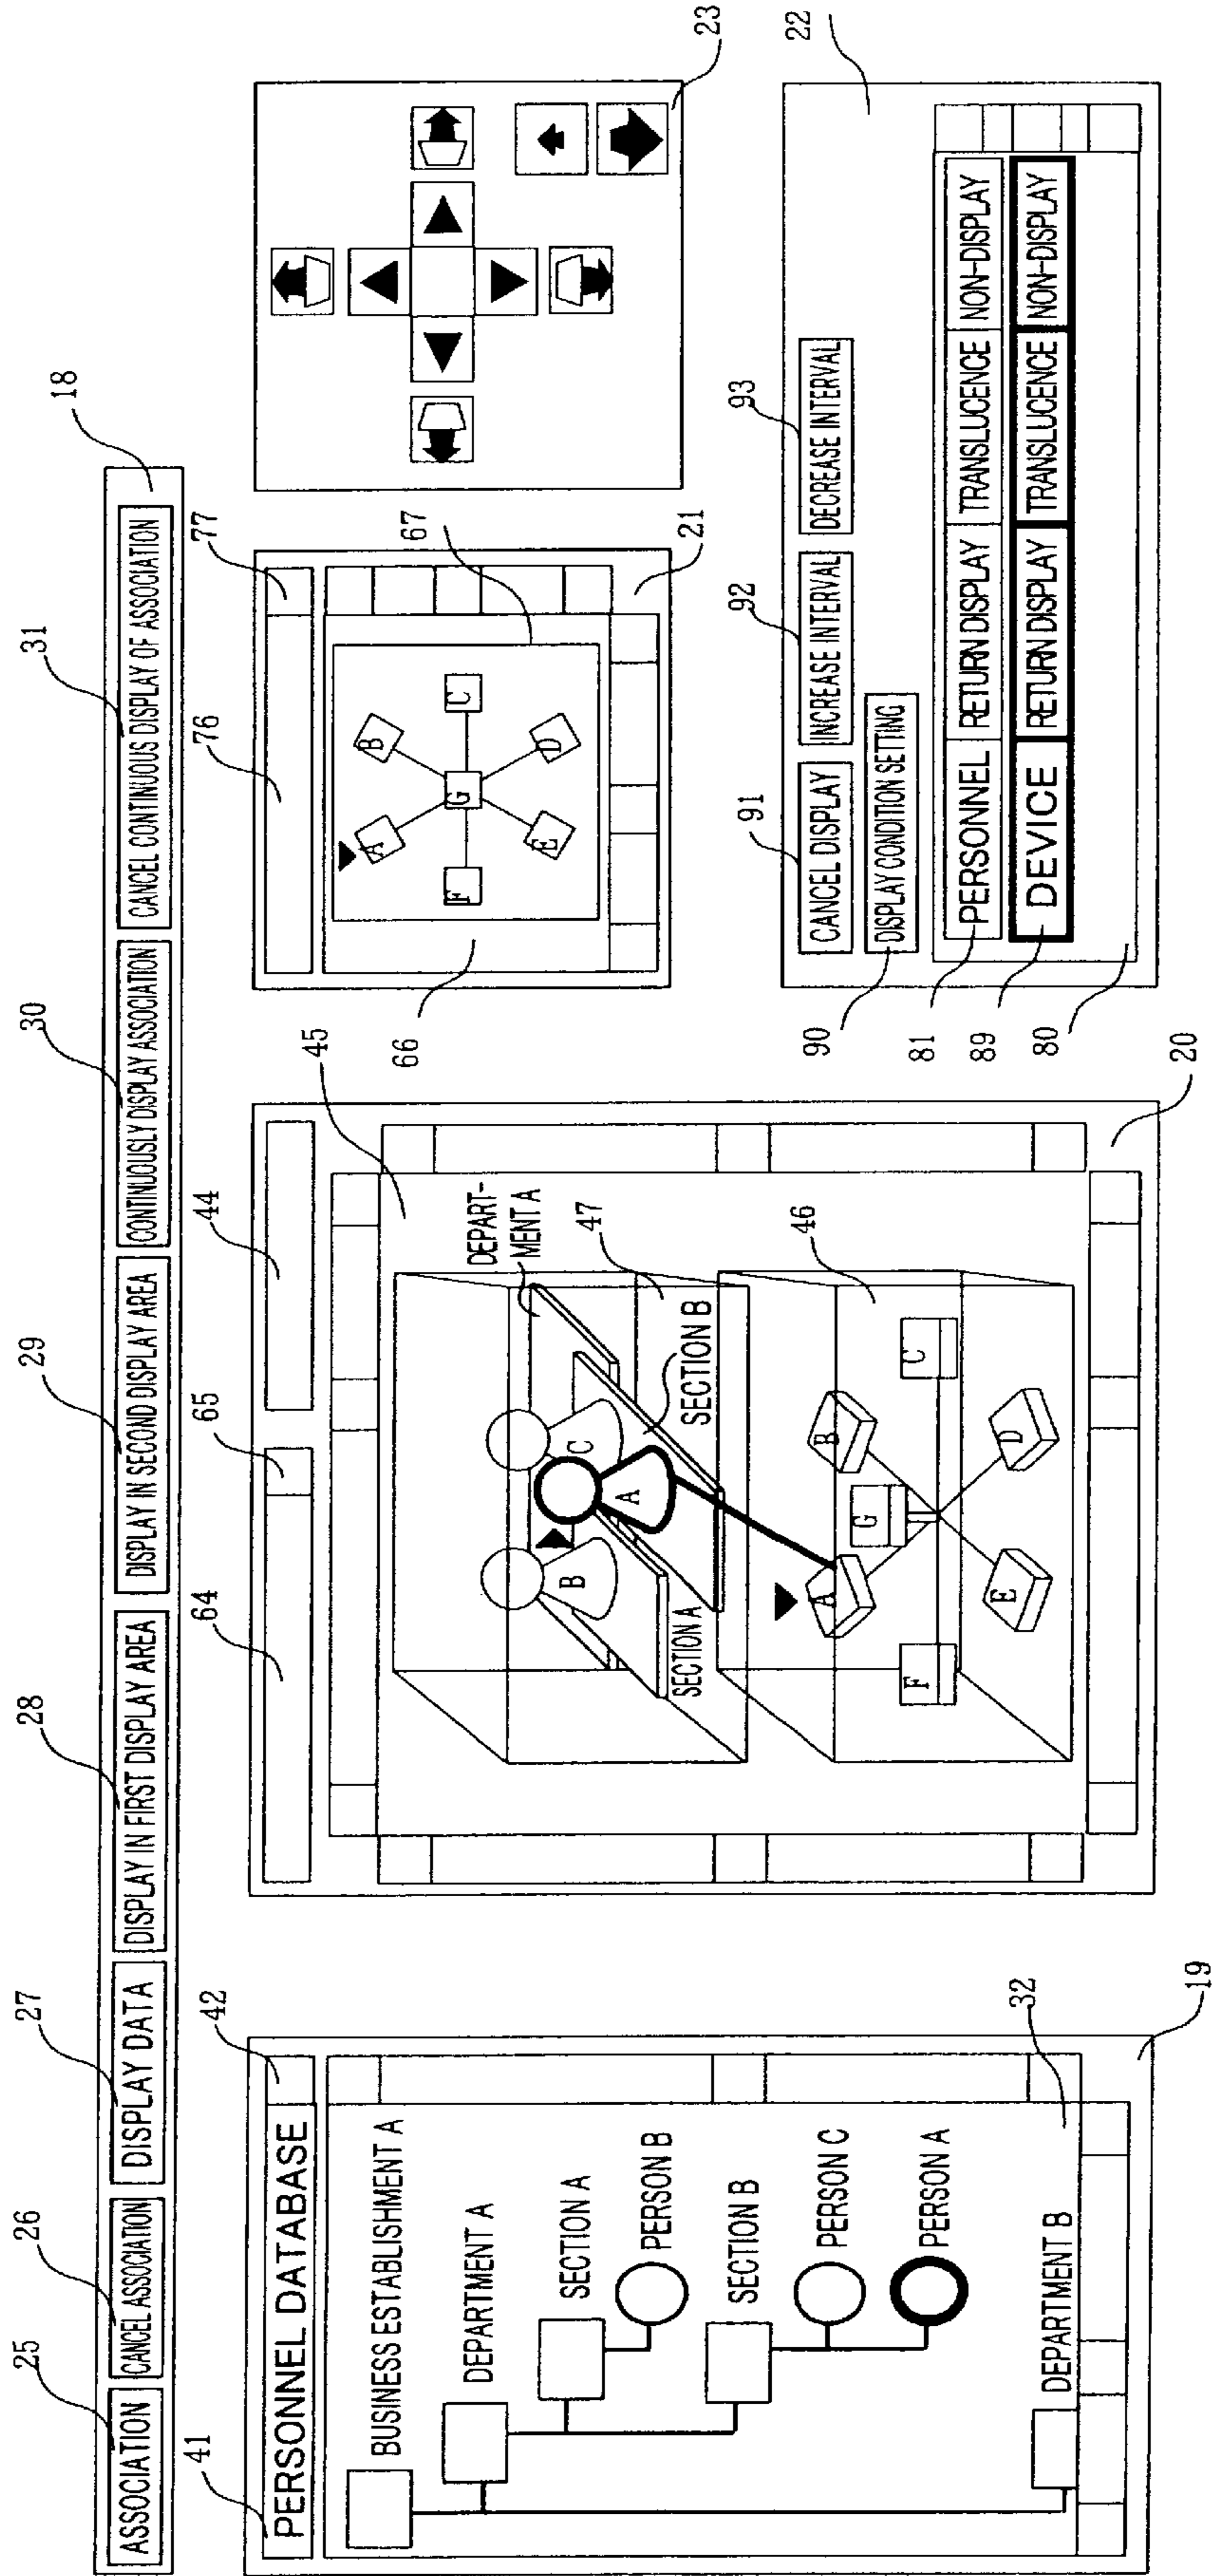 25
26
27
28
29
30
31
18
ASSOCIATION
CANCEL ASSOCIATION
DISPLAY DATA
DISPLAY IN FIRST DISPLAY AREA
DISPLAY IN SECOND DISPLAY AREA
CONTINUOUSLY DISPLAY ASSOCIATION
CANCEL CONTINUOUS DISPLAY OF ASSOCIATION
41
42
PERSONNEL DATABASE
BUSINESS ESTABLISHMENT A
DEPARTMENT A
SECTION A
PERSON B
SECTION B
PERSON C
PERSON A
DEPARTMENT B
32
19
64
65
44
45
DEPART-
MENT A
47
C
A
B
SECTION B
SECTION A
46
A
B
C
G
D
E
F
20
76
77
A
B
C
G
D
E
F
67
66
21
23
22
91
92
93
CANCEL DISPLAY
INCREASE INTERVAL
DECREASE INTERVAL
90
DISPLAY CONDITION SETTING
81
PERSONNEL
RETURN DISPLAY
TRANSLUCENCE
NON-DISPLAY
89
DEVICE
RETURN DISPLAY
TRANSLUCENCE
NON-DISPLAY
80